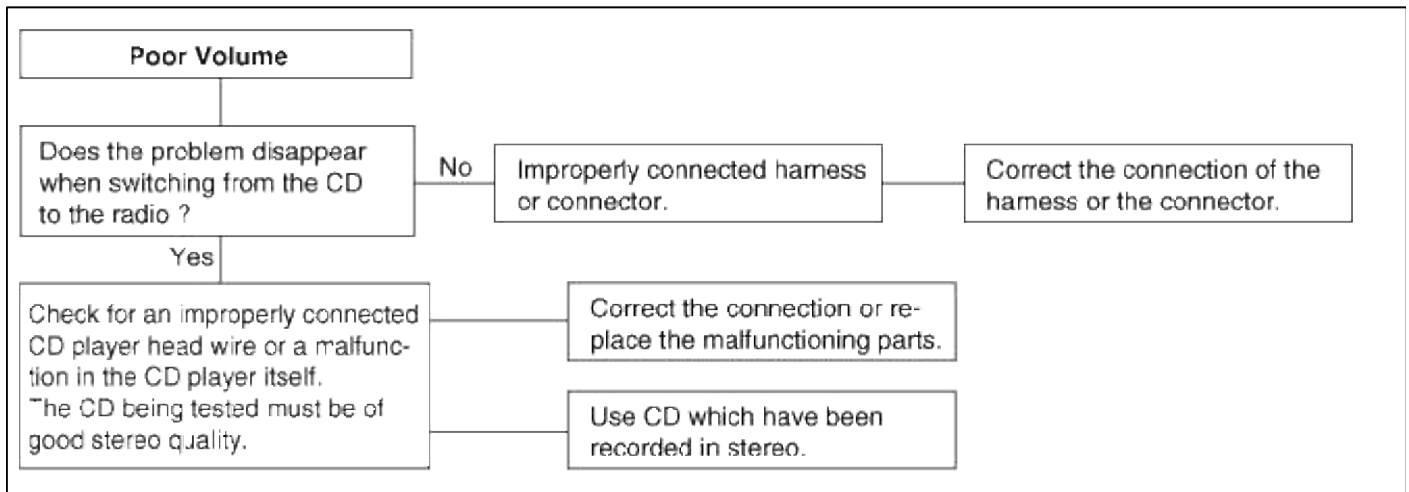 Poor Volume
Does the problem disappear
when switching from the CD
to the radio ?
No
Improperly connected harness
or connector.
Correct the connection of the
harness or the connector.
Yes
Check for an improperly connected
CD player head wire or a malfunc-
tion in the CD player itself.
The CD being tested must be of
good stereo quality.
Correct the connection or re-
place the malfunctioning parts.
Use CD which have been
recorded in stereo.